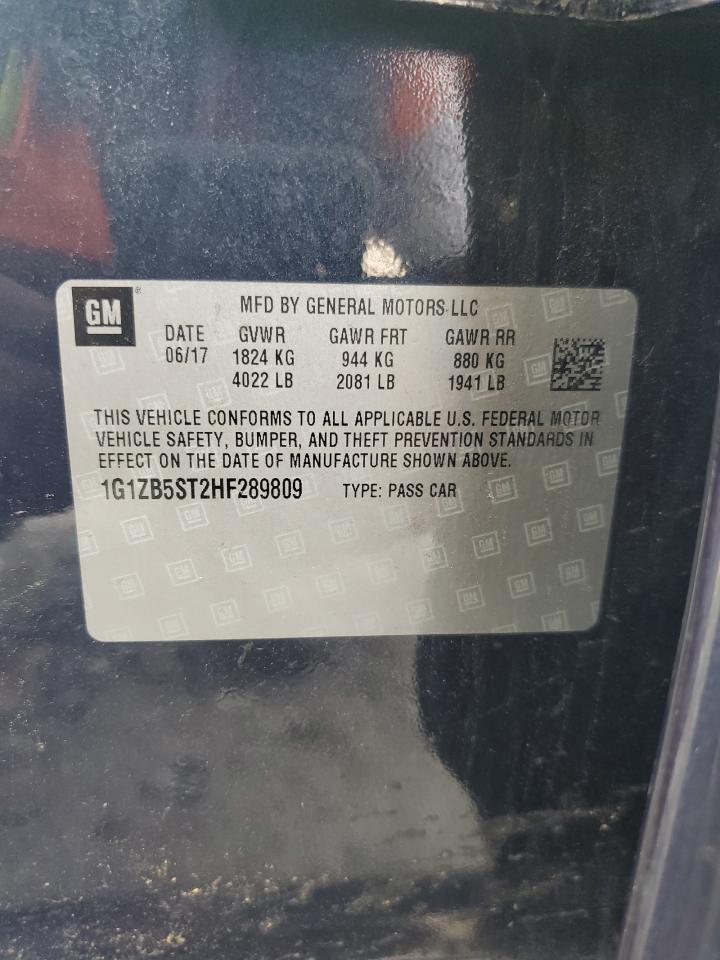 GM
MFD BY GENERAL MOTORS LLC
DATE GVWR GAWR FRT GAWR RR
06/17 1824 KG 944 KG 880 KG
4022 LB 2081 LB 1941 LB
THIS VEHICLE CONFORMS TO ALL APPLICABLE U.S. FEDERAL MOTOR
VEHICLE SAFETY, BUMPER, AND THEFT PREVENTION STANDARDS IN
EFFECT ON THE DATE OF MANUFACTURE SHOWN ABOVE.
1G1ZB5ST2HF289809 TYPE: PASS CAR